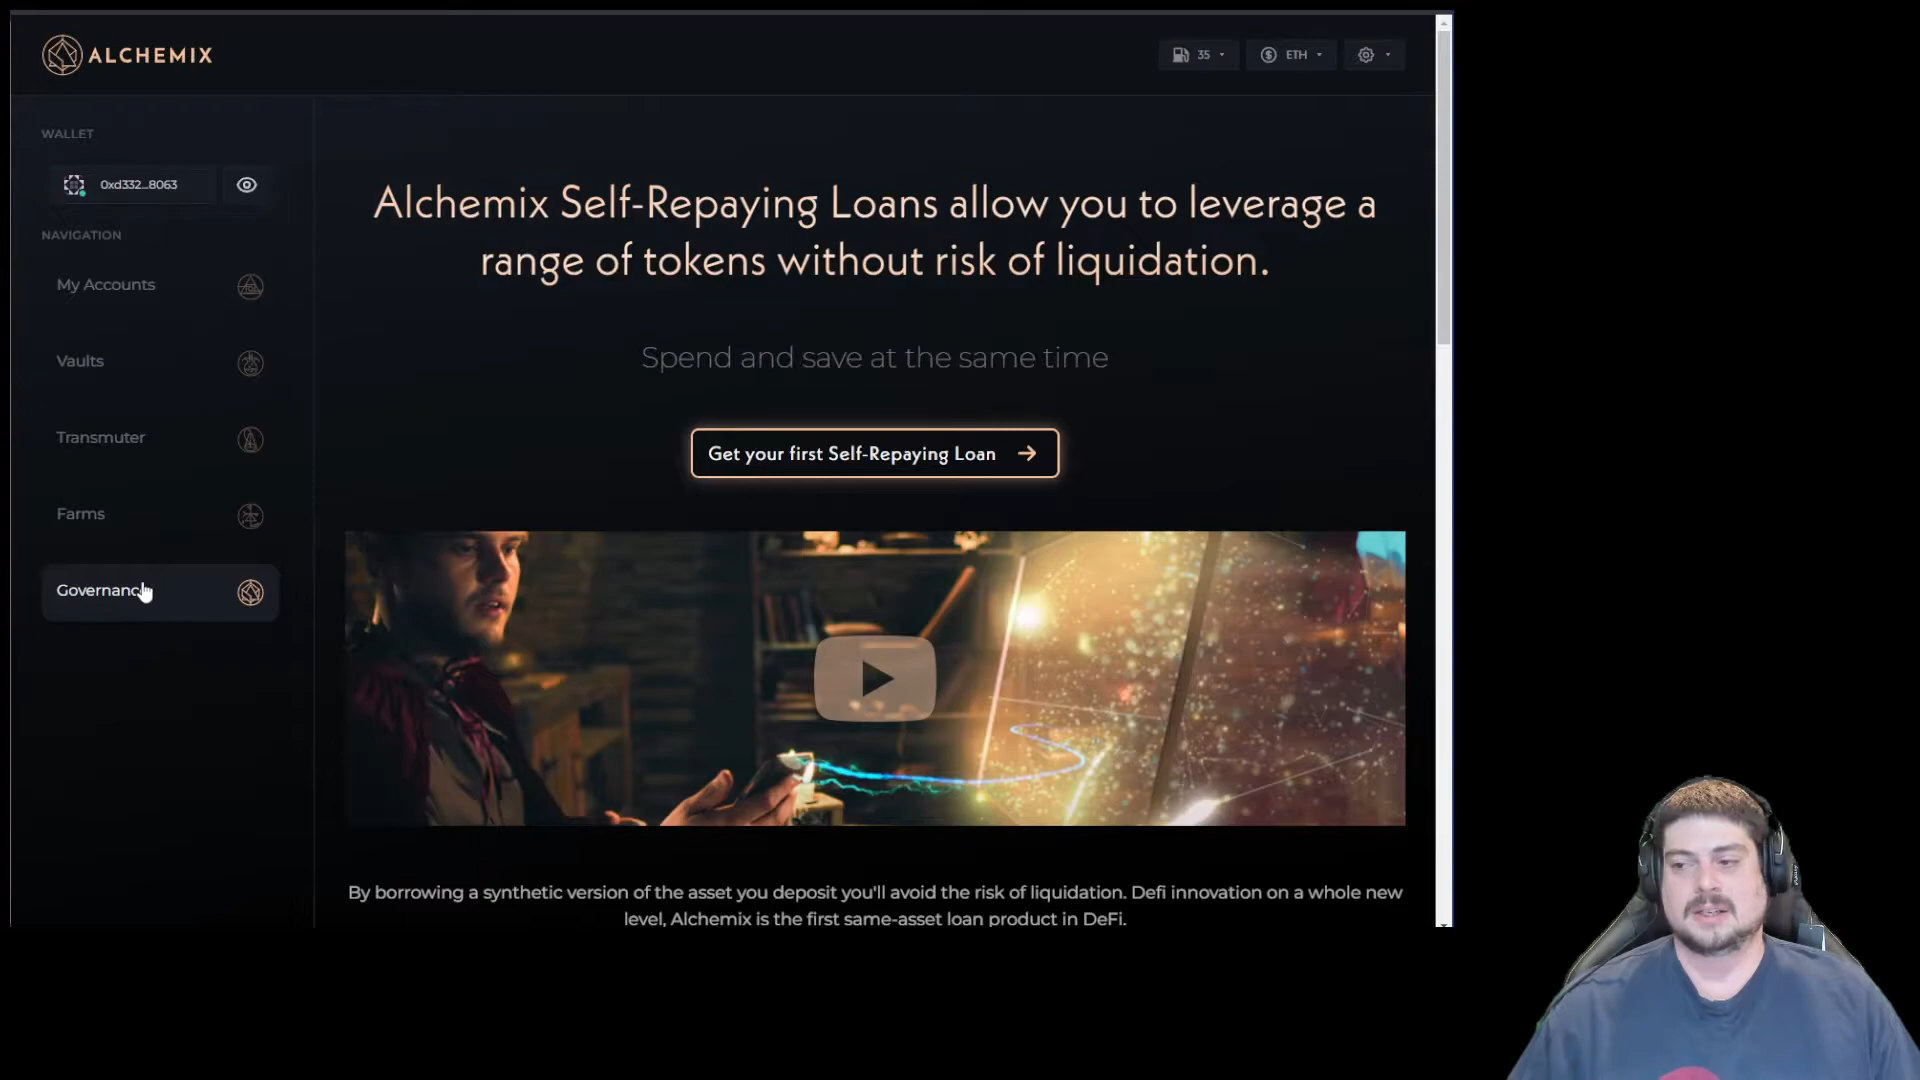 ALCHEMIX
35
ETH
WALLET
0xd332...8063
NAVIGATION
My Accounts
Vaults
Transmuter
Farms
Governance
Alchemix Self-Repaying Loans allow you to leverage a
range of tokens without risk of liquidation.
Spend and save at the same time
Get your first Self-Repaying Loan
By borrowing a synthetic version of the asset you deposit you'll avoid the risk of liquidation. Defi innovation on a whole new
level, Alchemix is the first same-asset loan product in DeFi.